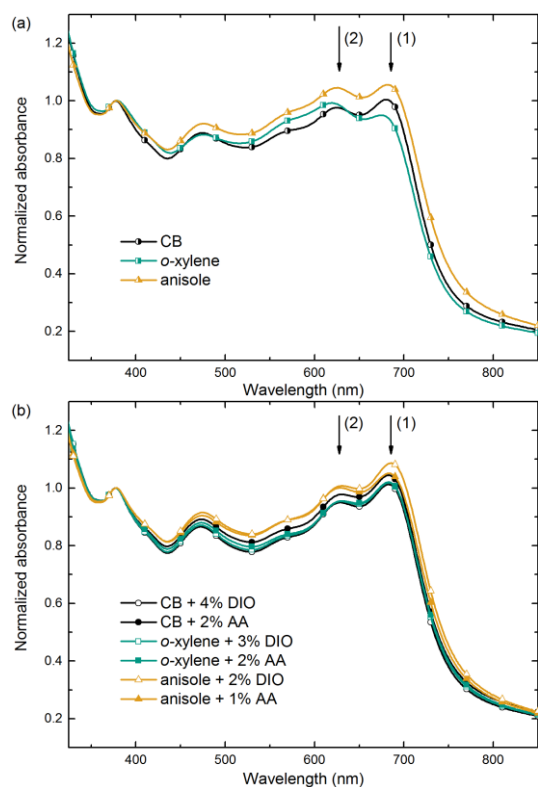 (a)
(2)
(1)
1.2
1.0
0.8
0.6
0.4
0.2
Normalized absorbance
CB
o-xylene
anisole
400
500
600
700
800
Wavelength (nm)
(b)
(2)
(1)
1.2
1.0
0.8
0.6
0.4
0.2
Normalized absorbance
CB + 4% DIO
CB + 2% AA
o-xylene + 3% DIO
o-xylene + 2% AA
anisole + 2% DIO
anisole + 1% AA
400
500
600
700
800
Wavelength (nm)